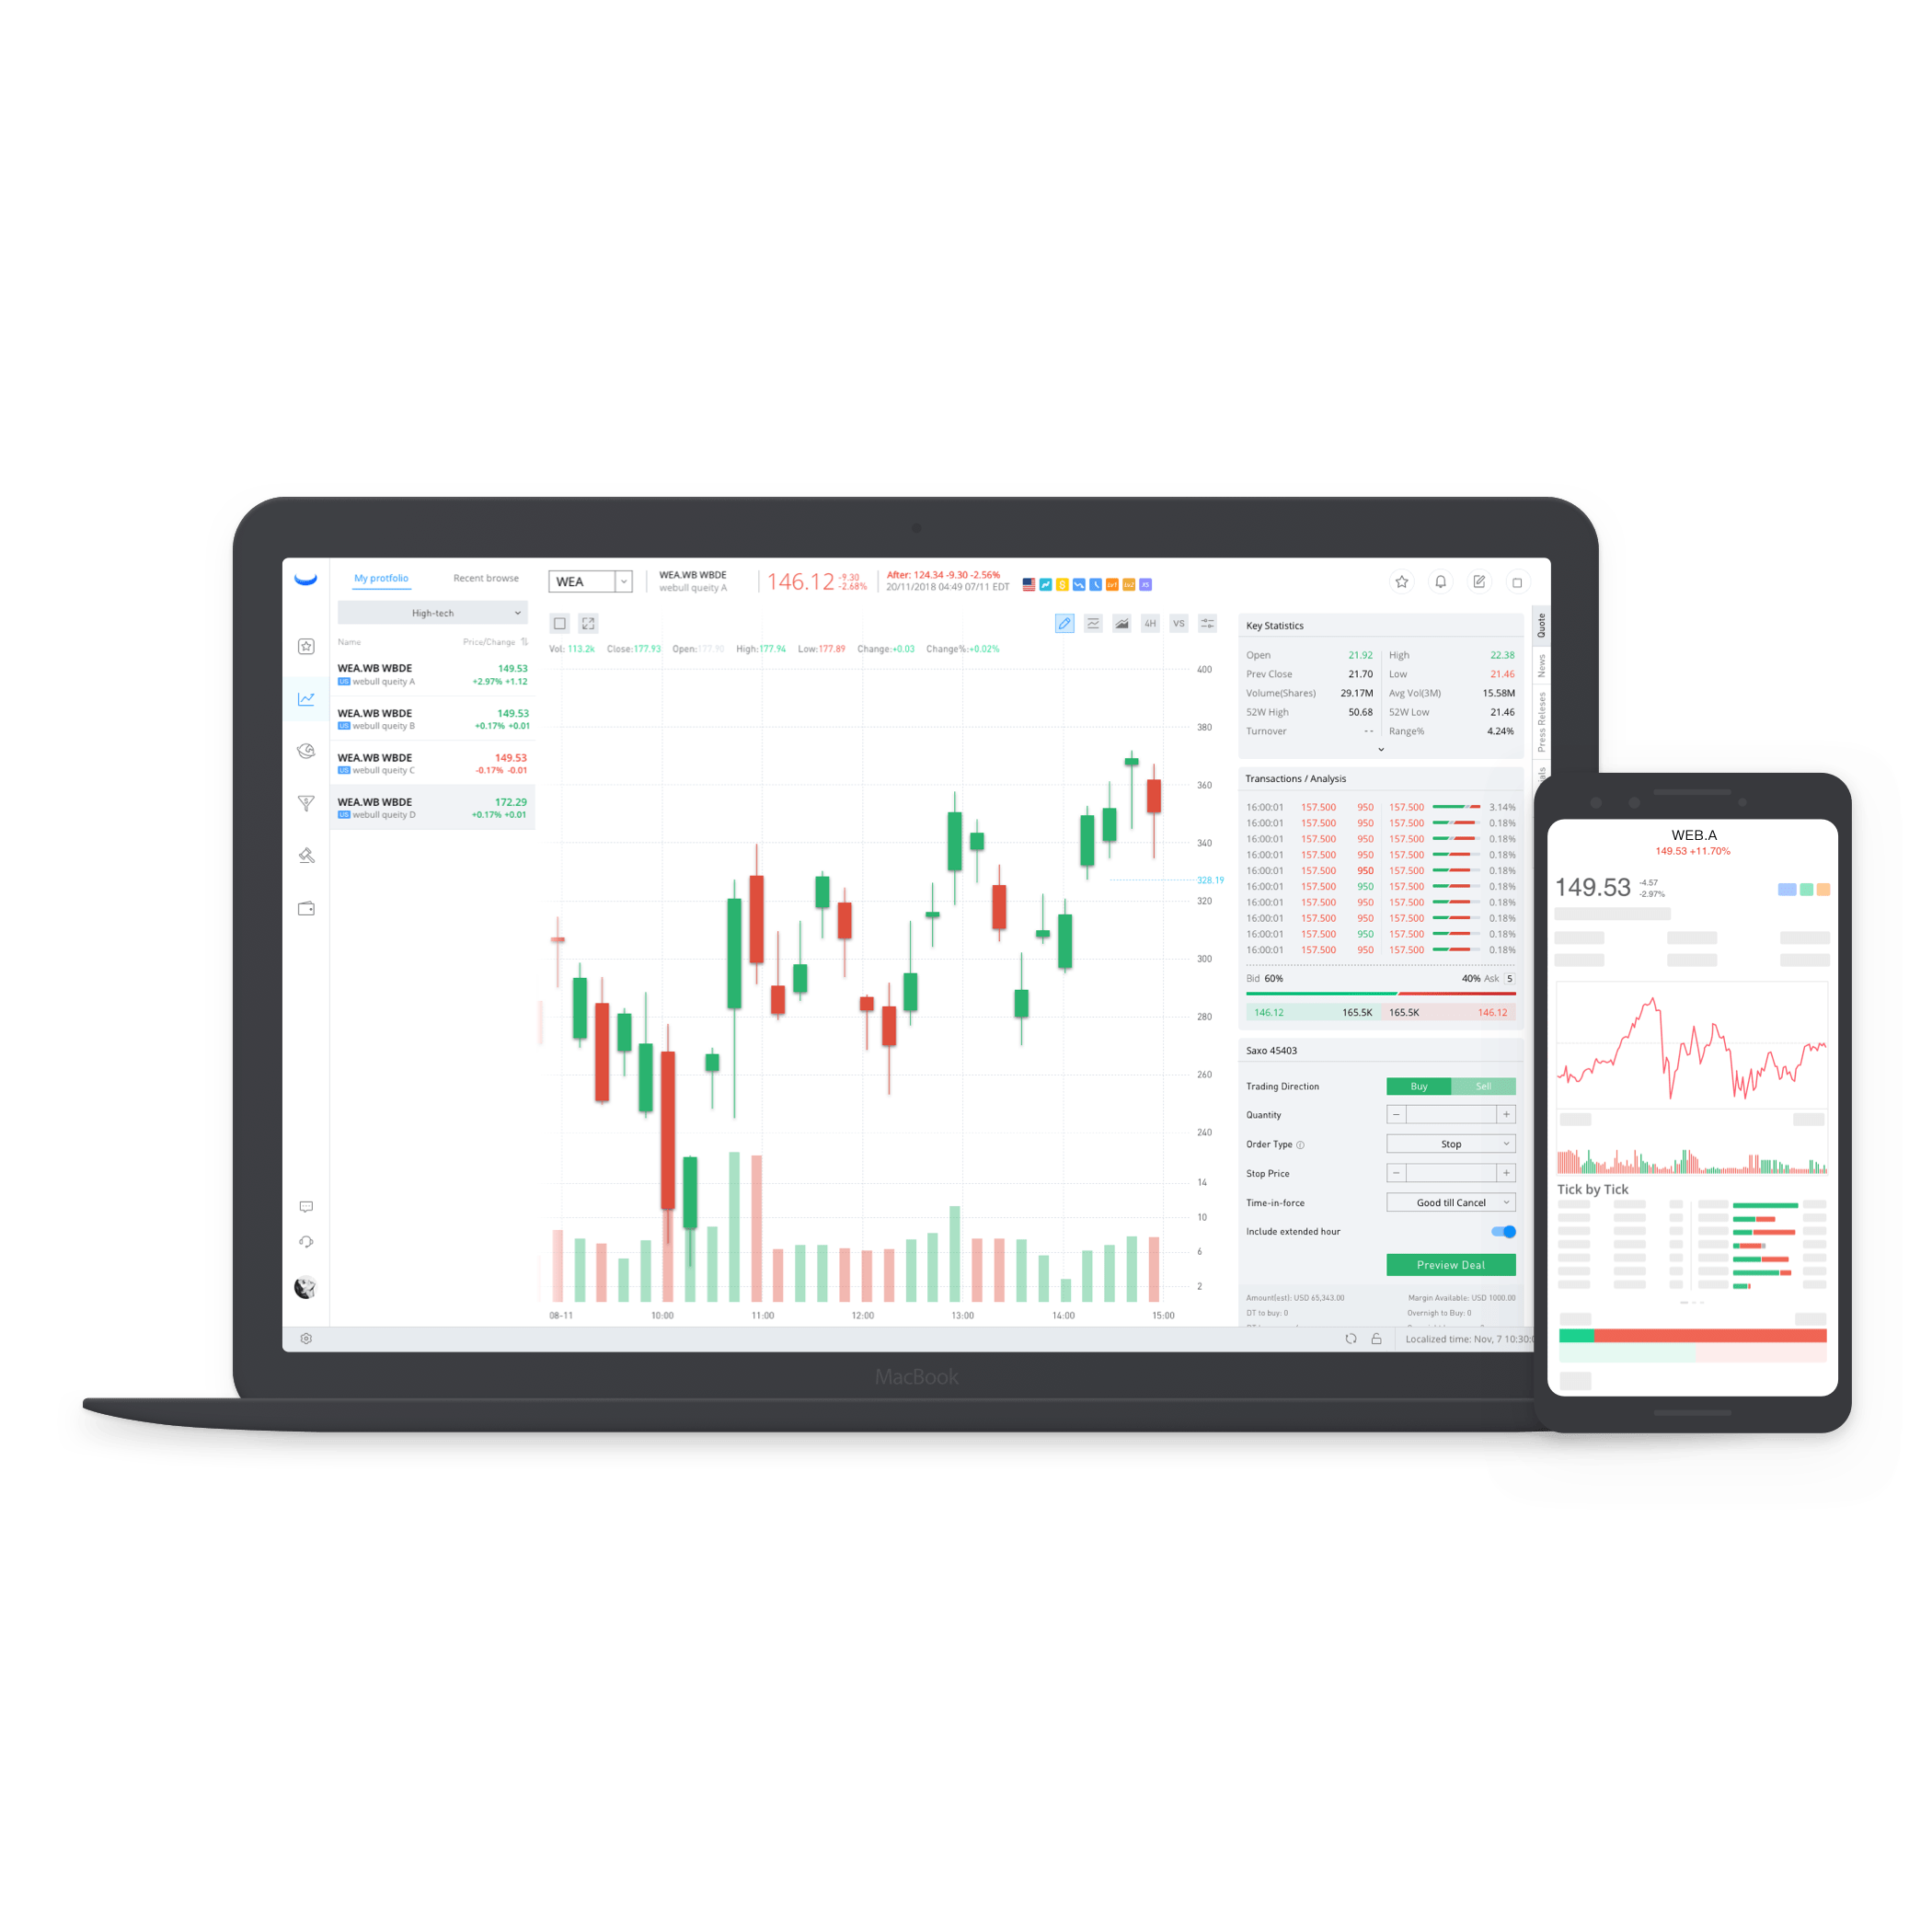 My protfolio Recent browse
High-tech
Name Price/Change
WEA.WB WBDE 149.53
US webull queity A +2.97% +1.12
WEA.WB WBDE 149.53
US webull queity B +0.17% +0.01
WEA.WB WBDE 149.53
US webull queity C -0.17% -0.01
WEA.WB WBDE 172.29
US webull queity D +0.17% +0.01
WEA
WEA.WB WBDE
webull queity A
146.12 -9.30
-2.68%
After: 124.34 -9.30 -2.56%
20/11/2018 04:49 07/11 EDT
Lv1 Lv2
4H VS
Vol: 113.2k Close:177.93 Open:177.90 High:177.94 Low:177.89 Change:+0.03 Change%:+0.02%
400
380
360
340
328.19
320
300
280
260
240
14
10
6
2
08-11 10:00 11:00 12:00 13:00 14:00 15:00
Key Statistics
Open 21.92 High 22.38
Prev Close 21.70 Low 21.46
Volume(Shares) 29.17M Avg Vol(3M) 15.58M
52W High 50.68 52W Low 21.46
Turnover - - Range% 4.24%
Transactions / Analysis
16:00:01 157.500 950 157.500 3.14%
16:00:01 157.500 950 157.500 0.18%
16:00:01 157.500 950 157.500 0.18%
16:00:01 157.500 950 157.500 0.18%
16:00:01 157.500 950 157.500 0.18%
16:00:01 157.500 950 157.500 0.18%
16:00:01 157.500 950 157.500 0.18%
16:00:01 157.500 950 157.500 0.18%
16:00:01 157.500 950 157.500 0.18%
16:00:01 157.500 950 157.500 0.18%
Bid 60% 40% Ask 5
146.12 165.5K 165.5K 146.12
Saxo 45403
Trading Direction Buy Sell
Quantity − +
Order Type Stop
Stop Price − +
Time-in-force Good till Cancel
Include extended hour
Preview Deal
Amount(est): USD 65,343.00 Margin Available: USD 1000.00
DT to buy: 0 Overnigh to Buy: 0
Localized time: Nov, 7 10:30:
Quote
News
Press Releses
MacBook
WEB.A
149.53 +11.70%
149.53 -4.57
-2.97%
Tick by Tick